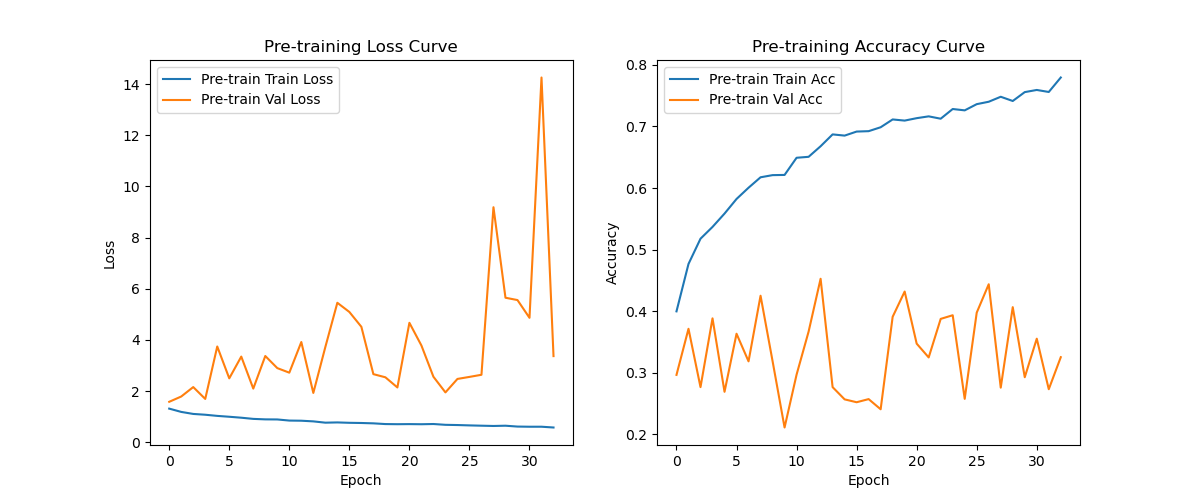 Pre-training Loss Curve
Pre-train Train Loss
Pre-train Val Loss
Loss
14
12
10
8
6
4
2
0
0 5 10 15 20 25 30
Epoch
Pre-training Accuracy Curve
Pre-train Train Acc
Pre-train Val Acc
Accuracy
0.8
0.7
0.6
0.5
0.4
0.3
0.2
0 5 10 15 20 25 30
Epoch